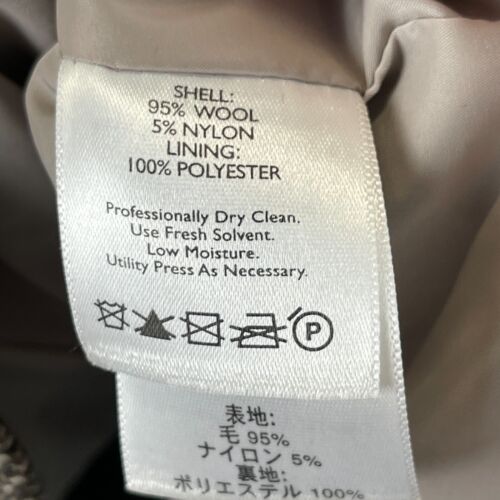 SHELL:
95% WOOL
5% NYLON
LINING:
100% POLYESTER
Professionally Dry Clean.
Use Fresh Solvent.
Low Moisture.
Utility Press As Necessary.
P
表地:
毛 95%
ナイロン 5%
裏地:
ポリエステル 100%